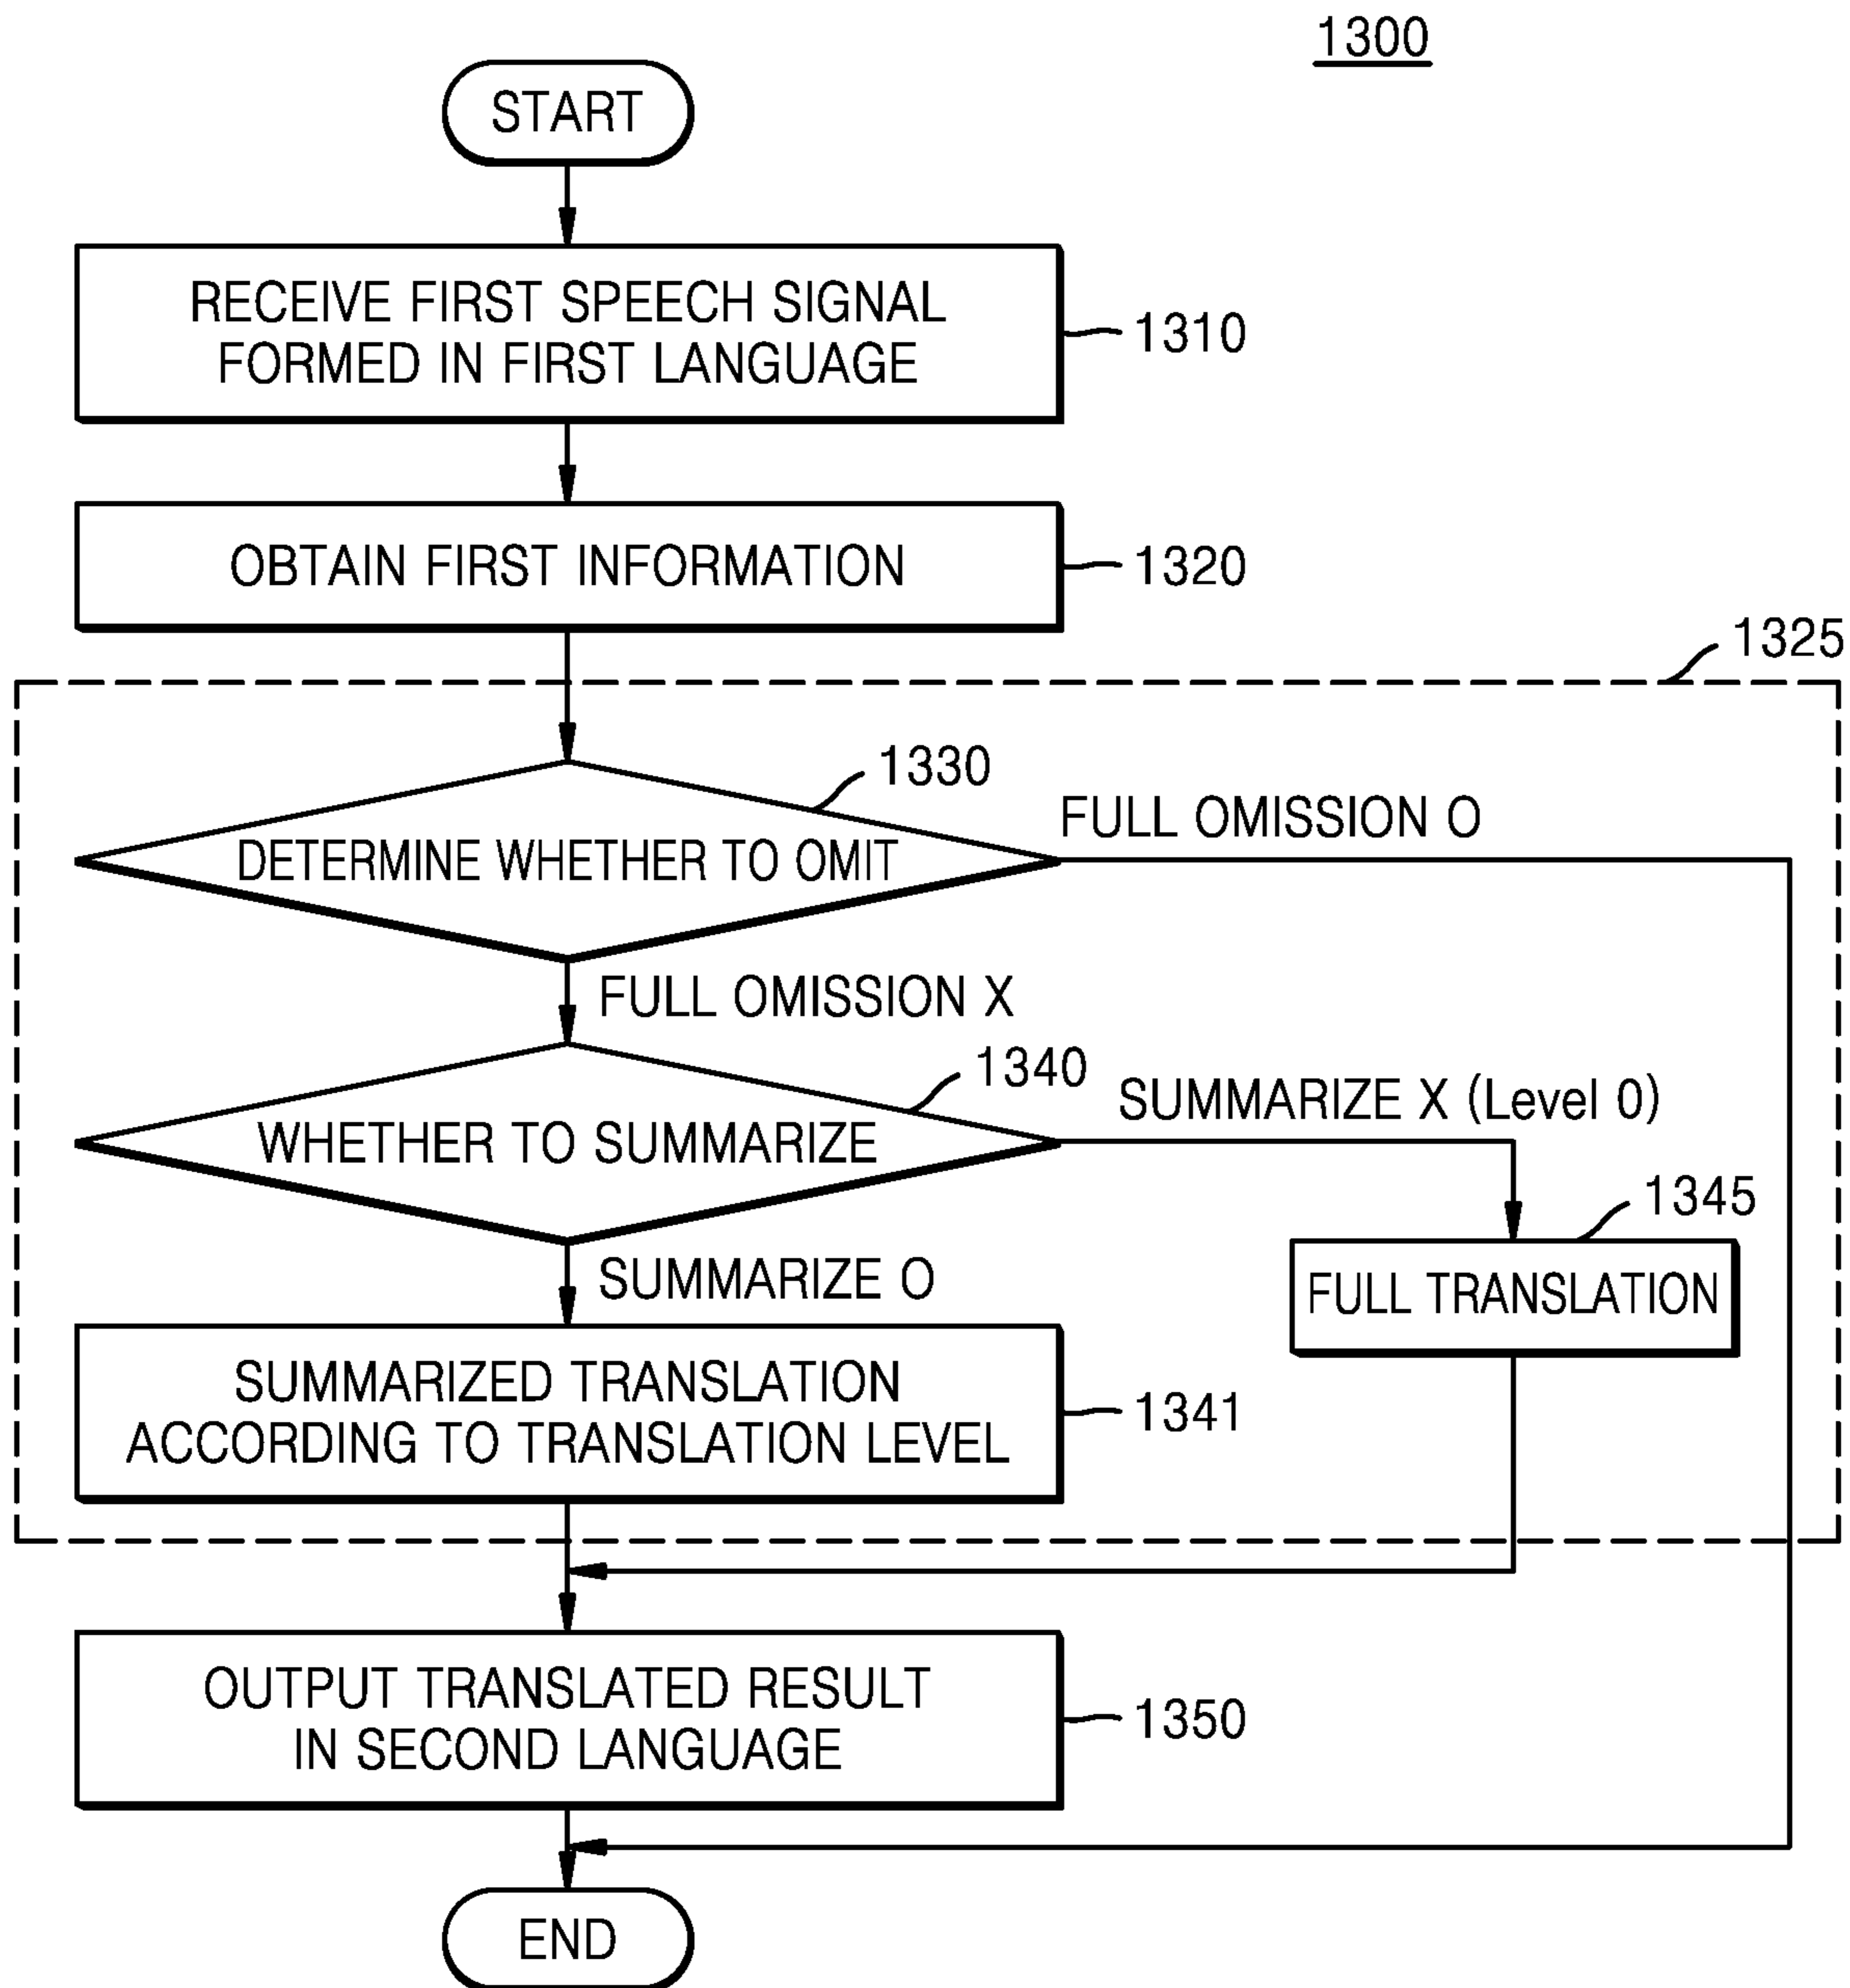 1300
START
RECEIVE FIRST SPEECH SIGNAL
FORMED IN FIRST LANGUAGE
1310
OBTAIN FIRST INFORMATION
1320
1325
1330
DETERMINE WHETHER TO OMIT
FULL OMISSION O
FULL OMISSION X
1340
WHETHER TO SUMMARIZE
SUMMARIZE X (Level 0)
1345
FULL TRANSLATION
SUMMARIZE O
SUMMARIZED TRANSLATION
ACCORDING TO TRANSLATION LEVEL
1341
OUTPUT TRANSLATED RESULT
IN SECOND LANGUAGE
1350
END